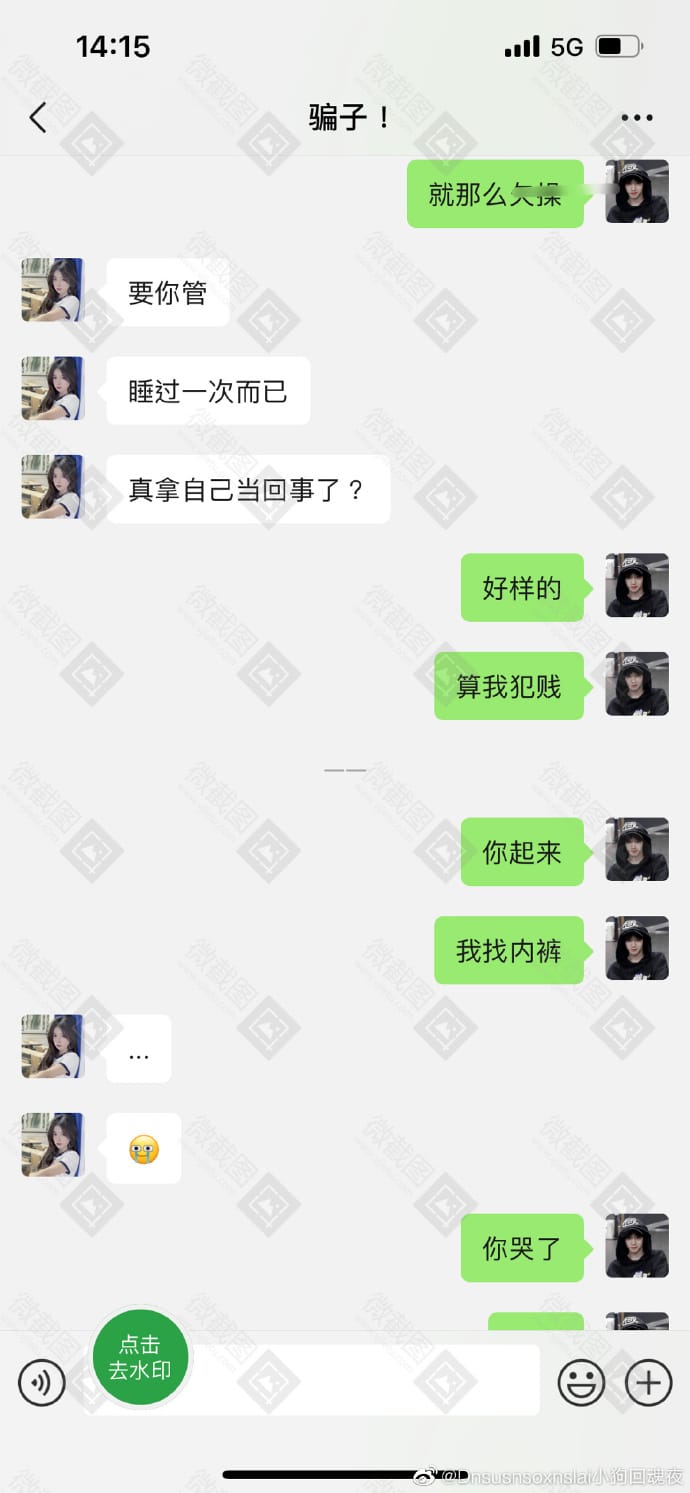 14:15
5G
骗子！
就那么欠操
要你管
睡过一次而已
真拿自己当回事了？
好样的
算我犯贱
——
你起来
我找内裤
...
你哭了
点击
去水印
微截图
@Dnsusnsoxnslai小狗回魂夜